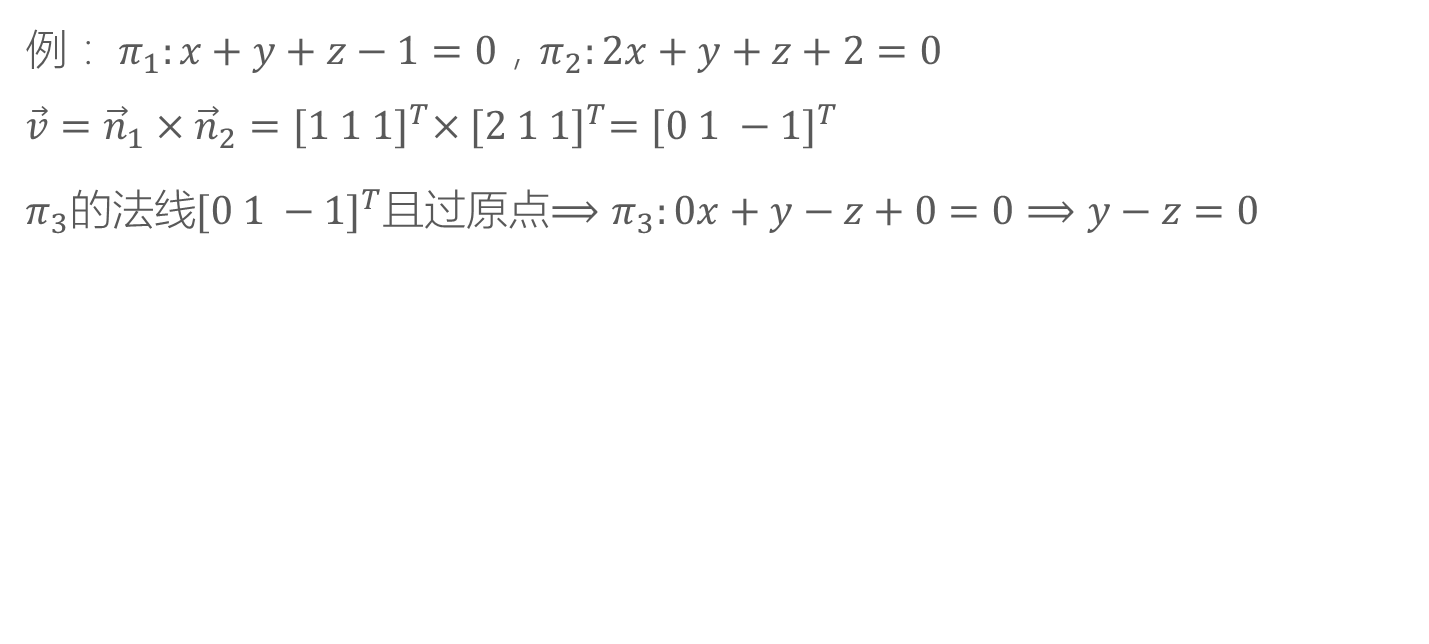 例：π₁: x + y + z − 1 = 0，π₂: 2x + y + z + 2 = 0
v⃗ = n⃗₁ × n⃗₂ = [1 1 1]ᵀ × [2 1 1]ᵀ = [0 1 − 1]ᵀ
π₃的法线[0 1 − 1]ᵀ且过原点⟹ π₃: 0x + y − z + 0 = 0 ⟹ y − z = 0